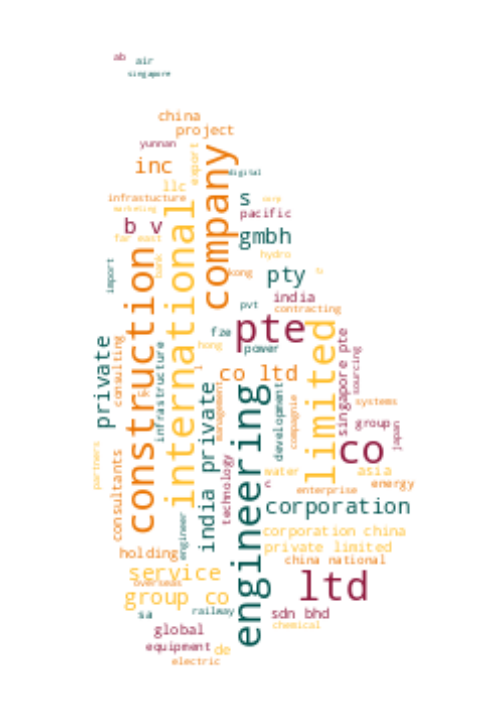 ab
air
singapore
china
project
yunnan
export
company
inc
digital
llc
infrastucture
s
corp
marketing
international
pacific
b v
far east
gmbh
construction
bank
hydro
import
kong
pty
india
pvt
contracting
fze
pte
limited
power
private
consulting
infrastructure
hong
co ltd
singapore pte
sourcing
india private
management
engineering
development
compagnie
systems
group
japan
co
partners
consultants
technology
water
asia
c
energy
enterprise
corporation
engineer
corporation china
private limited
holding
china national
service
overseas
ltd
group co
railway
sdn bhd
sa
chemical
global
equipment
de
electric